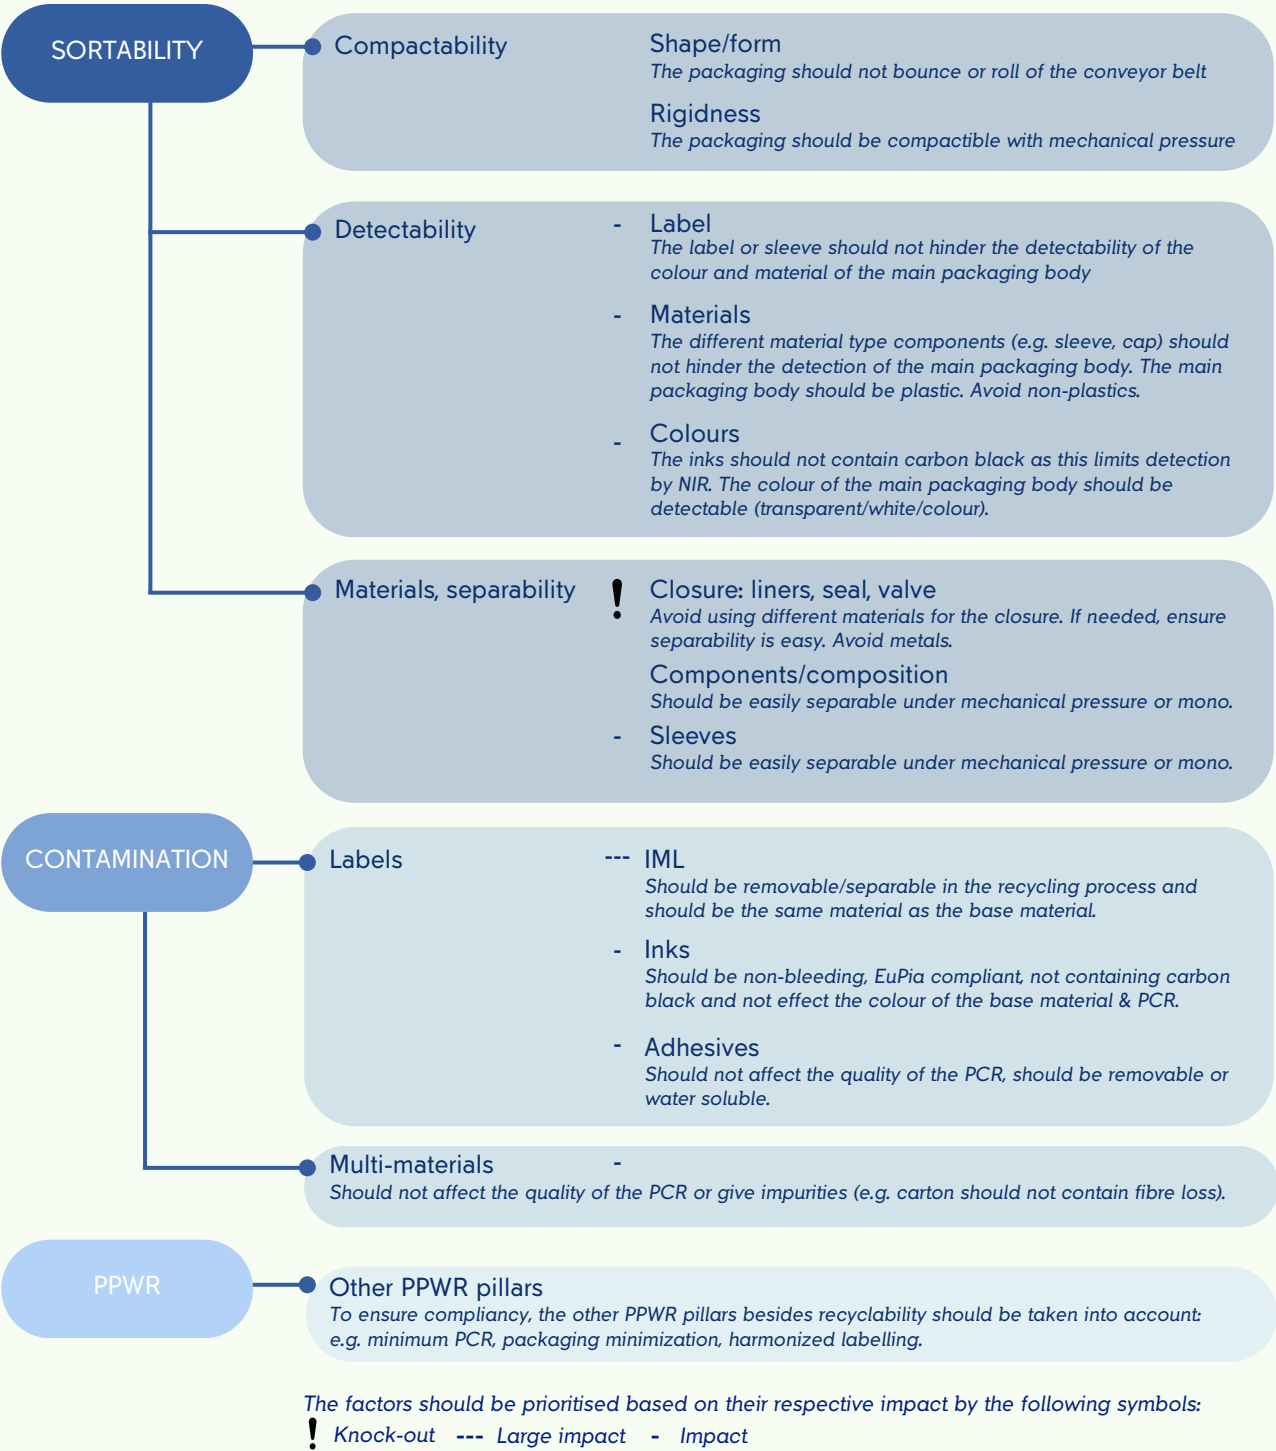 SORTABILITY
Compactability
Shape/form
The packaging should not bounce or roll of the conveyor belt
Rigidness
The packaging should be compactible with mechanical pressure
Detectability
- Label
The label or sleeve should not hinder the detectability of the
colour and material of the main packaging body
- Materials
The different material type components (e.g. sleeve, cap) should
not hinder the detection of the main packaging body. The main
packaging body should be plastic. Avoid non-plastics.
- Colours
The inks should not contain carbon black as this limits detection
by NIR. The colour of the main packaging body should be
detectable (transparent/white/colour).
Materials, separability
! Closure: liners, seal, valve
Avoid using different materials for the closure. If needed, ensure
separability is easy. Avoid metals.
Components/composition
Should be easily separable under mechanical pressure or mono.
- Sleeves
Should be easily separable under mechanical pressure or mono.
CONTAMINATION
Labels
--- IML
Should be removable/separable in the recycling process and
should be the same material as the base material.
- Inks
Should be non-bleeding, EuPia compliant, not containing carbon
black and not effect the colour of the base material & PCR.
- Adhesives
Should not affect the quality of the PCR, should be removable or
water soluble.
Multi-materials -
Should not affect the quality of the PCR or give impurities (e.g. carton should not contain fibre loss).
PPWR
Other PPWR pillars
To ensure compliancy, the other PPWR pillars besides recyclability should be taken into account:
e.g. minimum PCR, packaging minimization, harmonized labelling.
The factors should be prioritised based on their respective impact by the following symbols:
! Knock-out --- Large impact - Impact